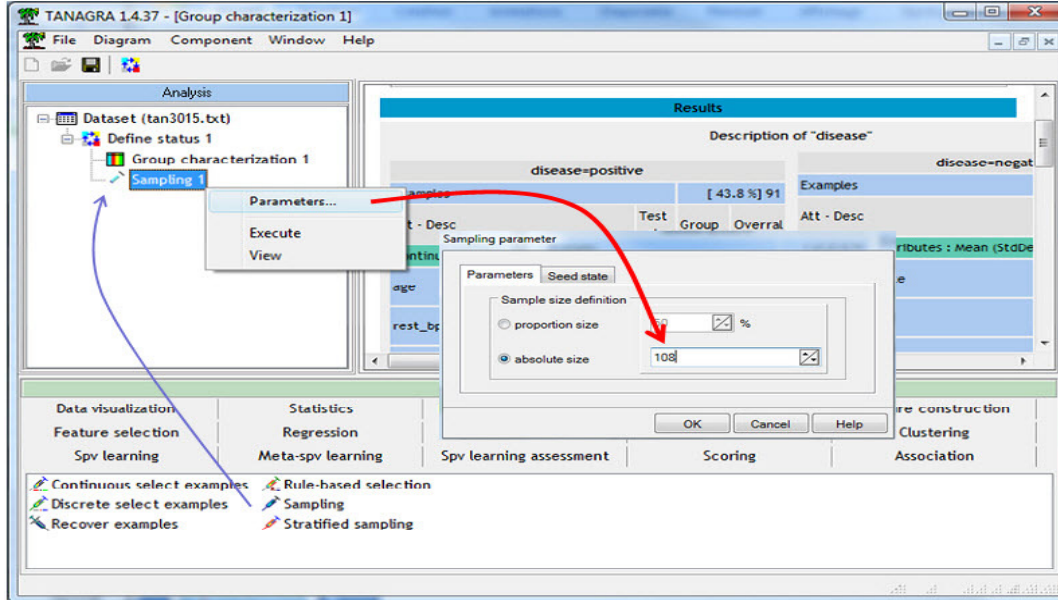 TANAGRA 1.4.37 - [Group characterization 1]
File Diagram Component Window Help
Analysis
Dataset (tan3015.txt)
Define status 1
Group characterization 1
Sampling 1
Parameters...
Execute
View
Results
Description of "disease"
disease=positive
disease=negat
Examples
[ 43.8 %] 91
Examples
Att - Desc
Test
Group Overral
Att - Desc
ributes : Mean (StdDe
age
rest_bp
Sampling parameter
Parameters Seed state
Sample size definition
proportion size
%
absolute size
108
OK Cancel Help
Data visualization Statistics
re construction
Feature selection Regression
Clustering
Spv learning Meta-spv learning Spv learning assessment Scoring Association
Continuous select examples Rule-based selection
Discrete select examples Sampling
Recover examples Stratified sampling